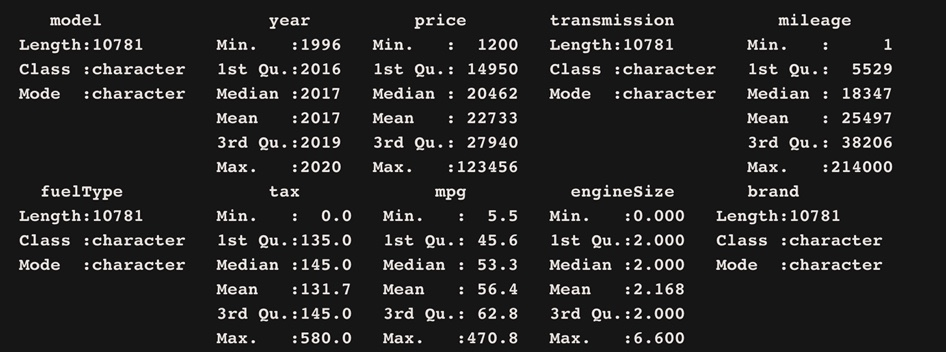 model year price transmission mileage
Length:10781 Min. :1996 Min. : 1200 Length:10781 Min. : 1
Class :character 1st Qu.:2016 1st Qu.: 14950 Class :character 1st Qu.: 5529
Mode :character Median :2017 Median : 20462 Mode :character Median : 18347
Mean :2017 Mean : 22733 Mean : 25497
3rd Qu.:2019 3rd Qu.: 27940 3rd Qu.: 38206
Max. :2020 Max. :123456 Max. :214000
fuelType tax mpg engineSize brand
Length:10781 Min. : 0.0 Min. : 5.5 Min. :0.000 Length:10781
Class :character 1st Qu.:135.0 1st Qu.: 45.6 1st Qu.:2.000 Class :character
Mode :character Median :145.0 Median : 53.3 Median :2.000 Mode :character
Mean :131.7 Mean : 56.4 Mean :2.168
3rd Qu.:145.0 3rd Qu.: 62.8 3rd Qu.:2.000
Max. :580.0 Max. :470.8 Max. :6.600